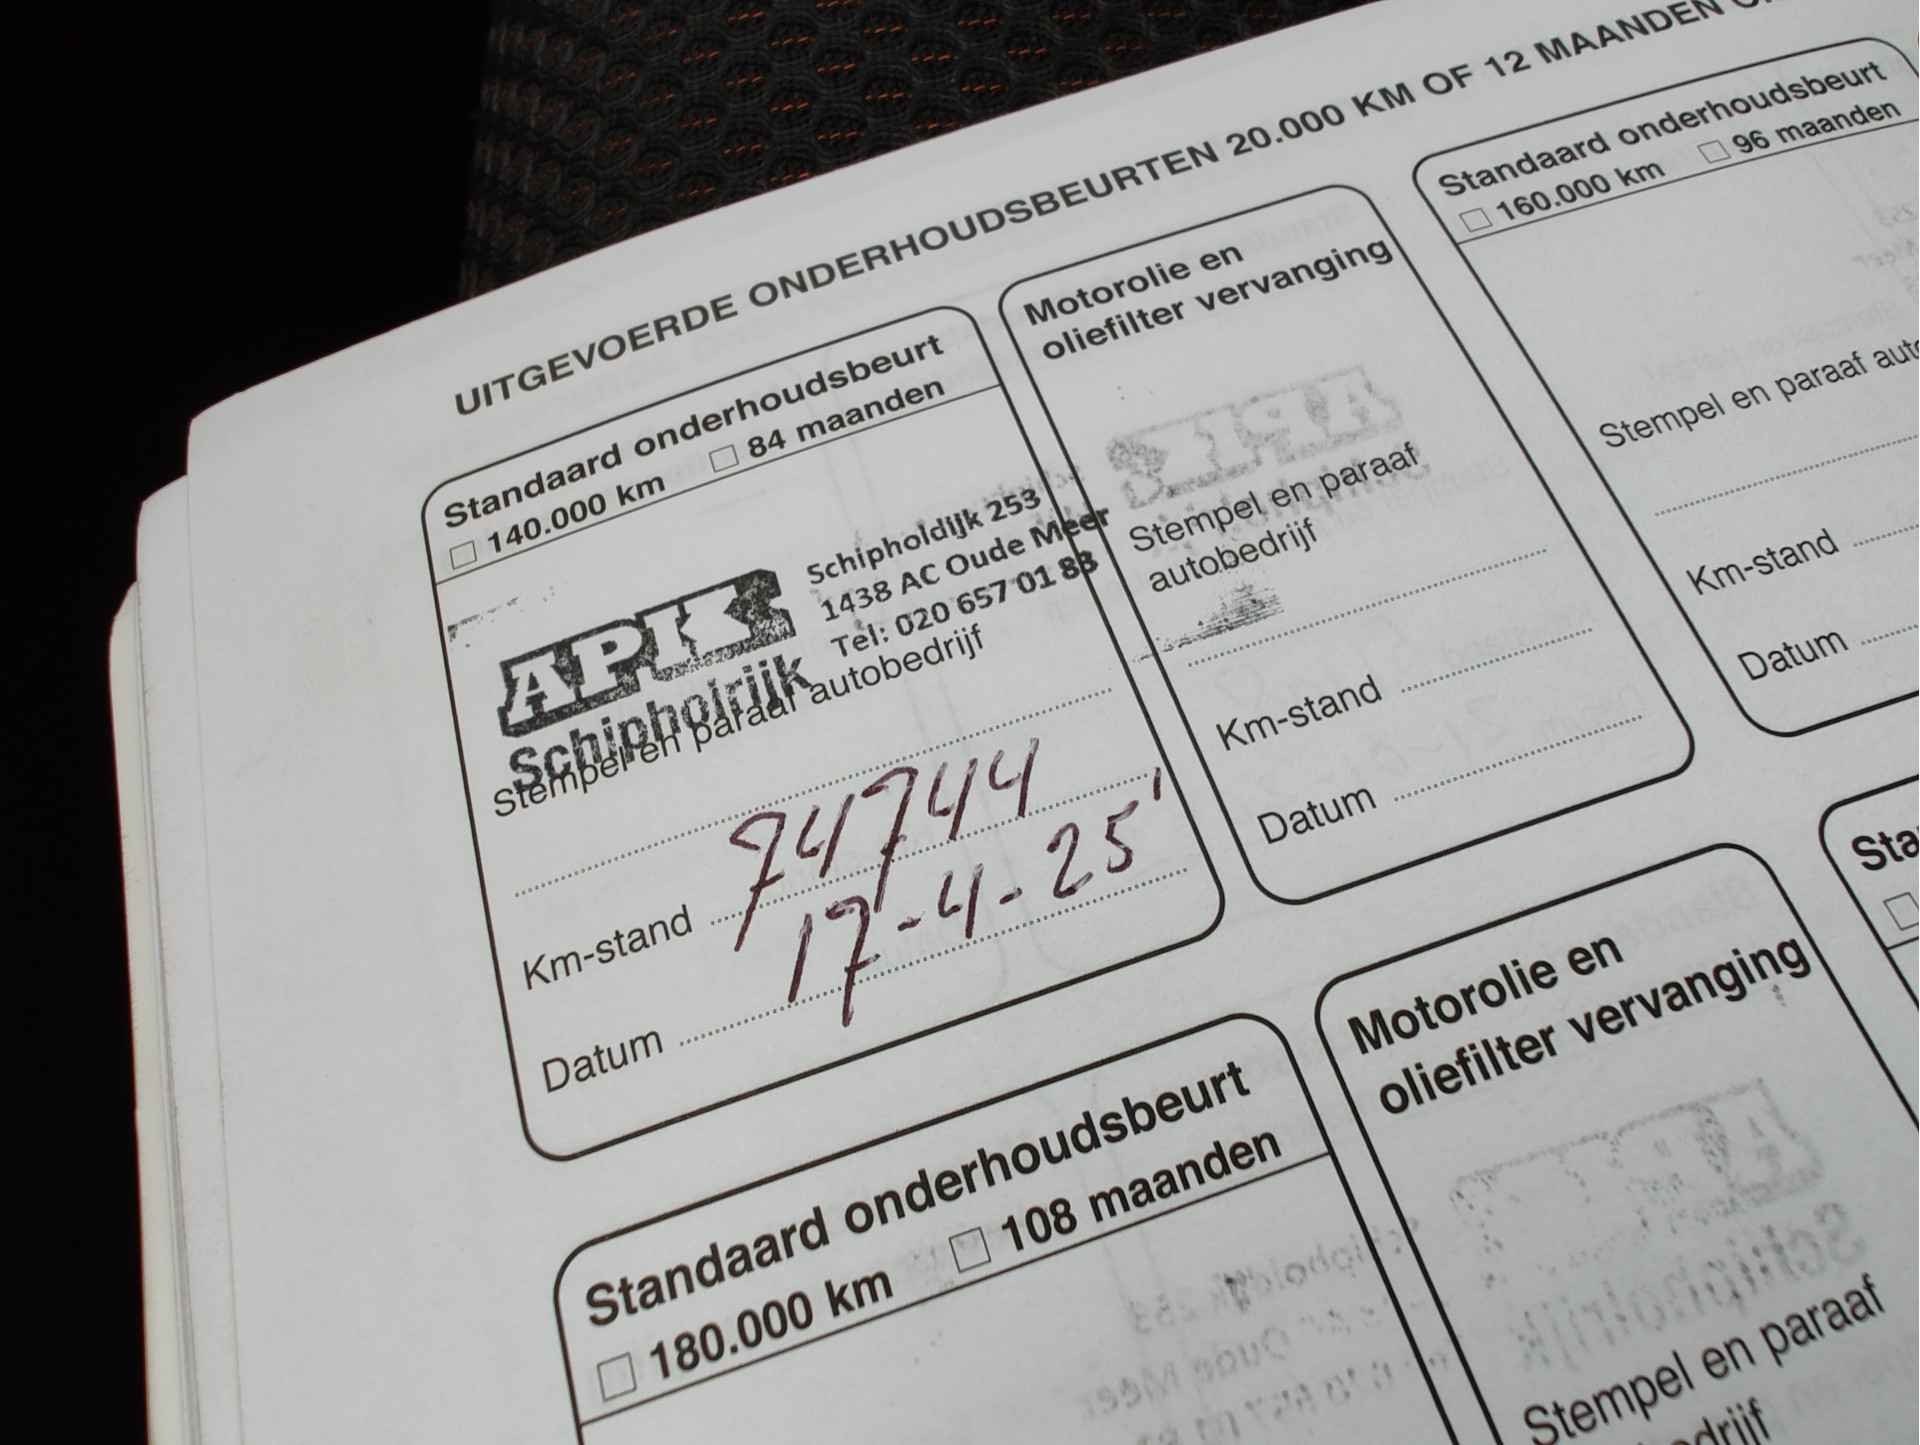 UITGEVOERDE ONDERHOUDSBEURTEN 20.000 KM OF 12 MAANDEN
Standaard onderhoudsbeurt
140.000 km 84 maanden
APK
Schipholrijk
Schipholdijk 253
1438 AC Oude Meer
Tel: 020 657 01 83
Stempel en paraaf autobedrijf
Km-stand 74744
Datum 17-4-25'
Motorolie en
oliefilter vervanging
Stempel en paraaf
autobedrijf
Km-stand
Datum
Standaard onderhoudsbeurt
160.000 km 96 maanden
Stempel en paraaf
Km-stand
Datum
Standaard onderhoudsbeurt
180.000 km 108 maanden
Motorolie en
oliefilter vervanging
Stempel en paraaf